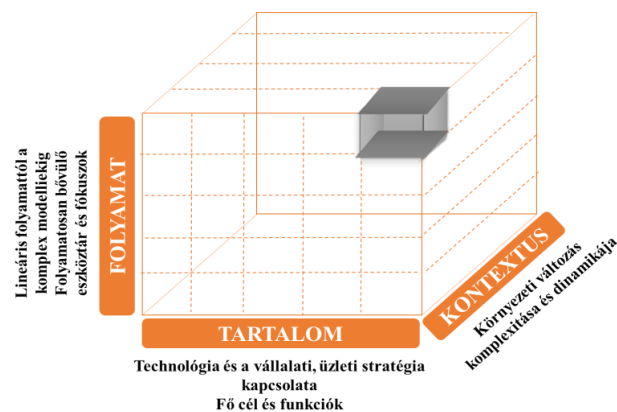 Lineáris folyamattól a
komplex modelliekig
Folyamatosan bővülő
eszköztár és fókuszok
FOLYAMAT
TARTALOM
Technológia és a vállalati, üzleti stratégia
kapcsolata
Fő cél és funkciók
KONTEXTUS
Környezeti változás
komplexitása és dinamikája